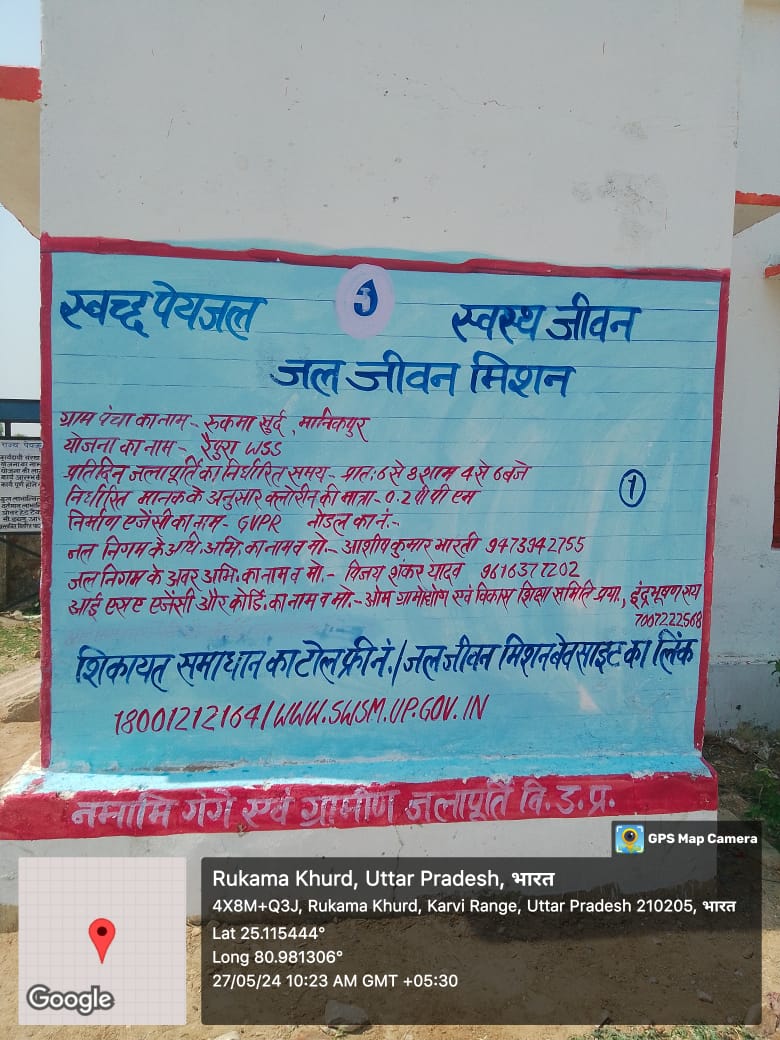 स्वच्छ पेयजल
स्वस्थ जीवन
जल जीवन मिशन
ग्राम पंचा का नाम - रुकमा खुर्द, मानिकपुर
योजना का नाम - रैपुरा WSS
प्रतिदिन जलापूर्ति का निर्धारित समय - प्रात: 6 से 8 शाम 4 से 6 बजे
निर्धारित मानक के अनुसार क्लोरीन की मात्रा - 0.2 पी पी एम
1
निर्माण एजेंसी का नाम - GVPR नोडल का नं:-
जल निगम के अधि. अभि. का नाम व मो. - आशीष कुमार भारती 9473942755
जल निगम के अवर अभि. का नाम व मो. - विजय शंकर यादव 9616377202
आई एस ए एजेंसी और कोर्डि. का नाम व मो. - ओम ग्रामोद्योग एवं विकास शिक्षा समिति प्रया., इंद्रभूषण राय
7007222568
शिकायत समाधान का टोल फ्री नं. / जल जीवन मिशन बेवसाइट का लिंक
18001212164 / WWW.SWSM.UP.GOV.IN
नमामि गंगे एवं ग्रामीण जलापूर्ति वि. उ. प्र.
GPS Map Camera
Rukama Khurd, Uttar Pradesh, भारत
4X8M+Q3J, Rukama Khurd, Karvi Range, Uttar Pradesh 210205, भारत
Lat 25.115444°
Long 80.981306°
27/05/24 10:23 AM GMT +05:30
Google